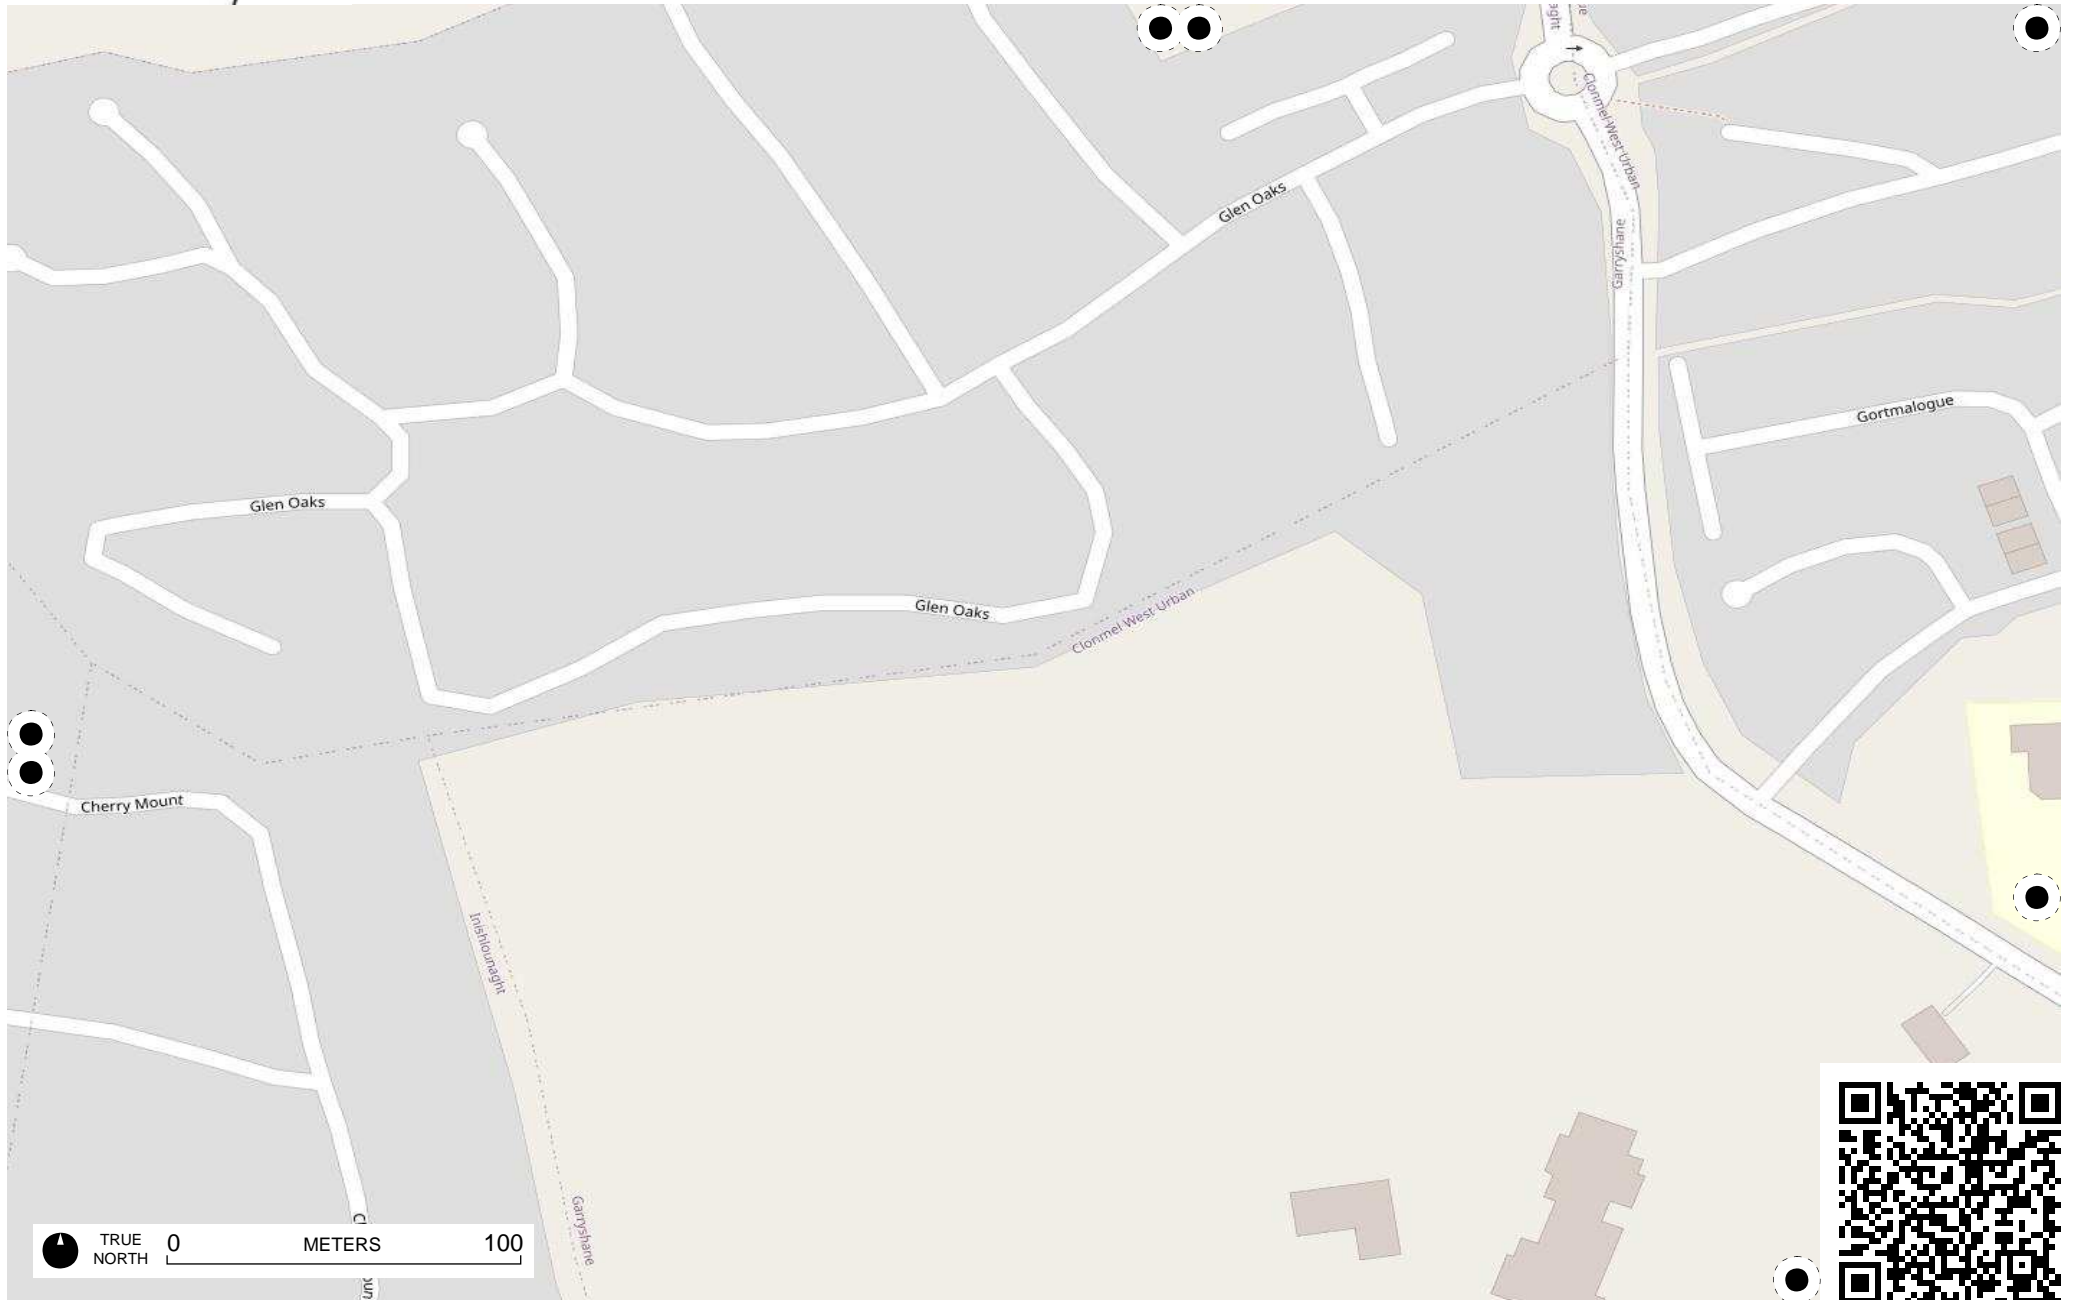 Glen Oaks
Clonmel West Urban
Garryshane
Gortmalogue
Glen Oaks
Glen Oaks
Clonmel West Urban
Cherry Mount
Inishlounaght
Garryshane
TRUE NORTH
0 METERS 100